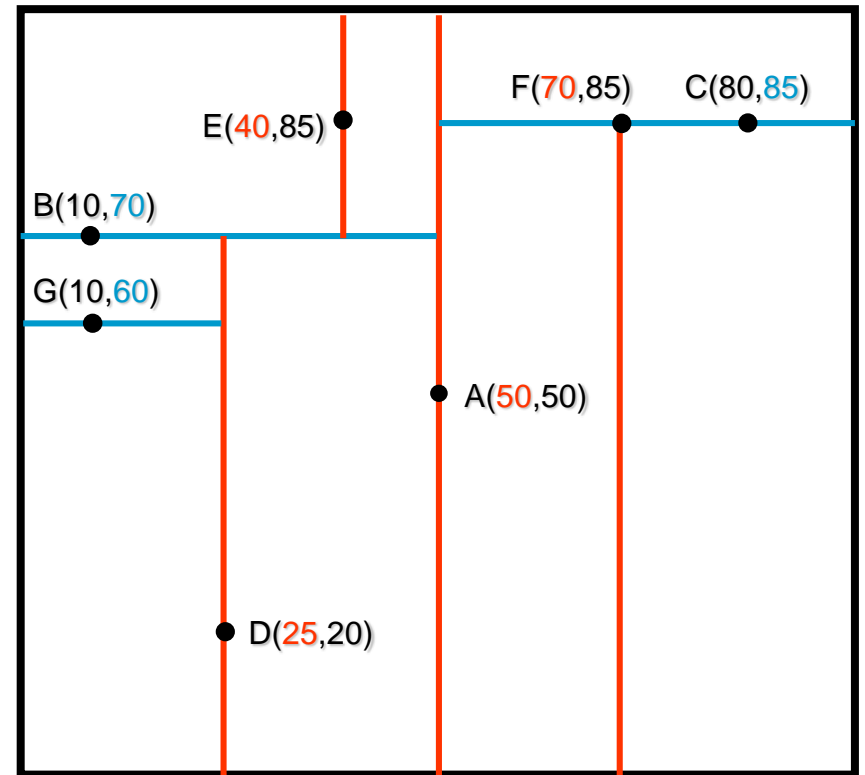 F(70,85)
C(80,85)
E(40,85)
B(10,70)
G(10,60)
A(50,50)
D(25,20)